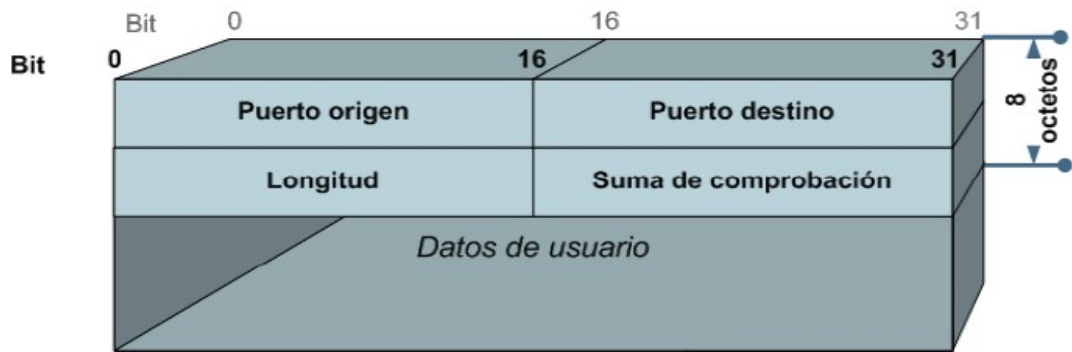 Bit 0 16 31
Bit 0 16 31
8 octetos
Puerto origen Puerto destino
Longitud Suma de comprobación
Datos de usuario